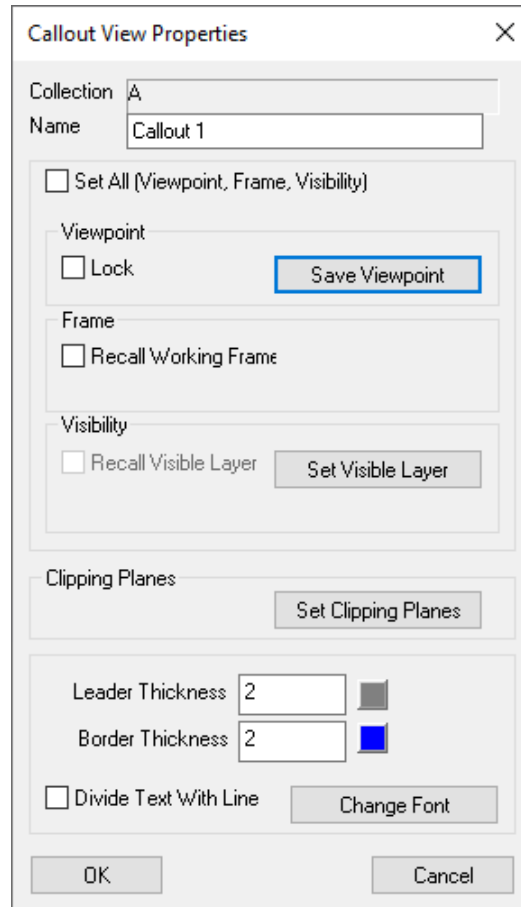 Callout View Properties
Collection A
Name Callout 1
Set All (Viewpoint, Frame, Visibility)
Viewpoint
Lock Save Viewpoint
Frame
Recall Working Frame
Visibility
Recall Visible Layer Set Visible Layer
Clipping Planes
Set Clipping Planes
Leader Thickness 2
Border Thickness 2
Divide Text With Line Change Font
OK Cancel